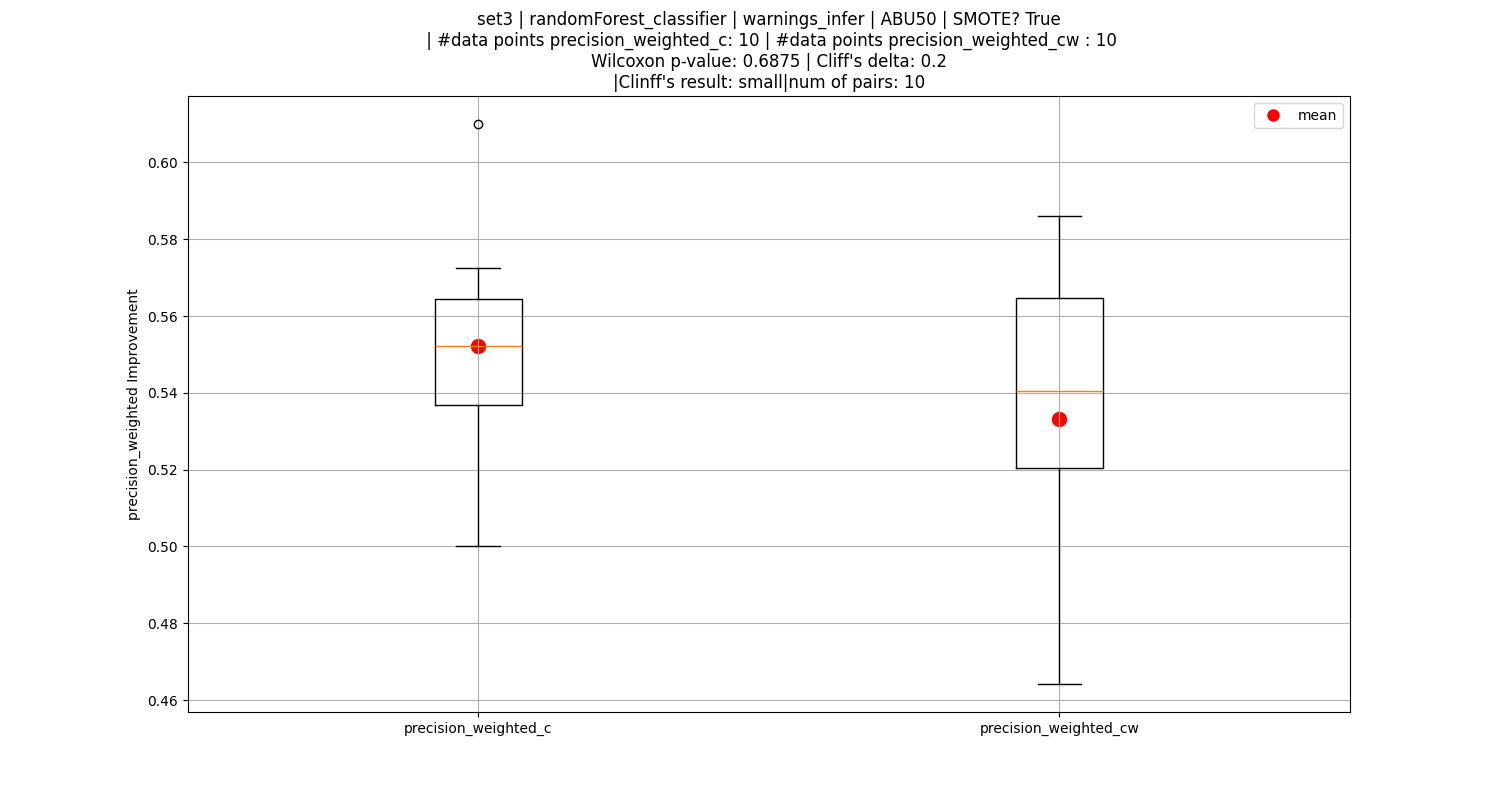 set3 | randomForest_classifier | warnings_infer | ABU50 | SMOTE? True
| #data points precision_weighted_c: 10 | #data points precision_weighted_cw : 10
Wilcoxon p-value: 0.6875 | Cliff's delta: 0.2
|Clinff's result: small|num of pairs: 10
mean
0.60
0.58
0.56
0.54
0.52
0.50
0.48
0.46
precision_weighted Improvement
precision_weighted_c
precision_weighted_cw